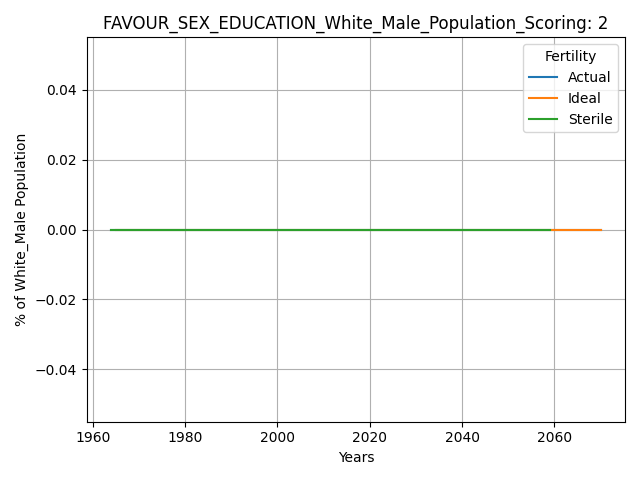 FAVOUR_SEX_EDUCATION_White_Male_Population_Scoring: 2
Fertility
Actual
Ideal
Sterile
% of White_Male Population
0.04
0.02
0.00
−0.02
−0.04
1960 1980 2000 2020 2040 2060
Years